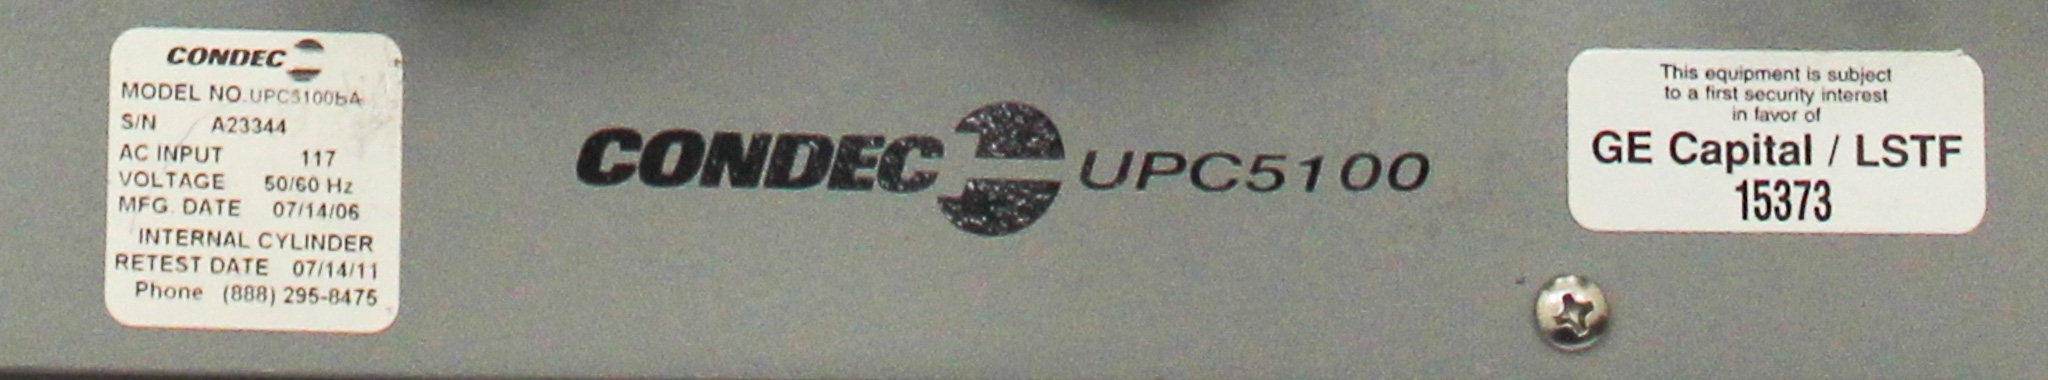 CONDEC
MODEL NO. UPC5100BA
S/N A23344
AC INPUT 117
VOLTAGE 50/60 Hz
MFG. DATE 07/14/06
INTERNAL CYLINDER
RETEST DATE 07/14/11
Phone (888) 295-8475
CONDEC UPC5100
This equipment is subject
to a first security interest
in favor of
GE Capital / LSTF
15373